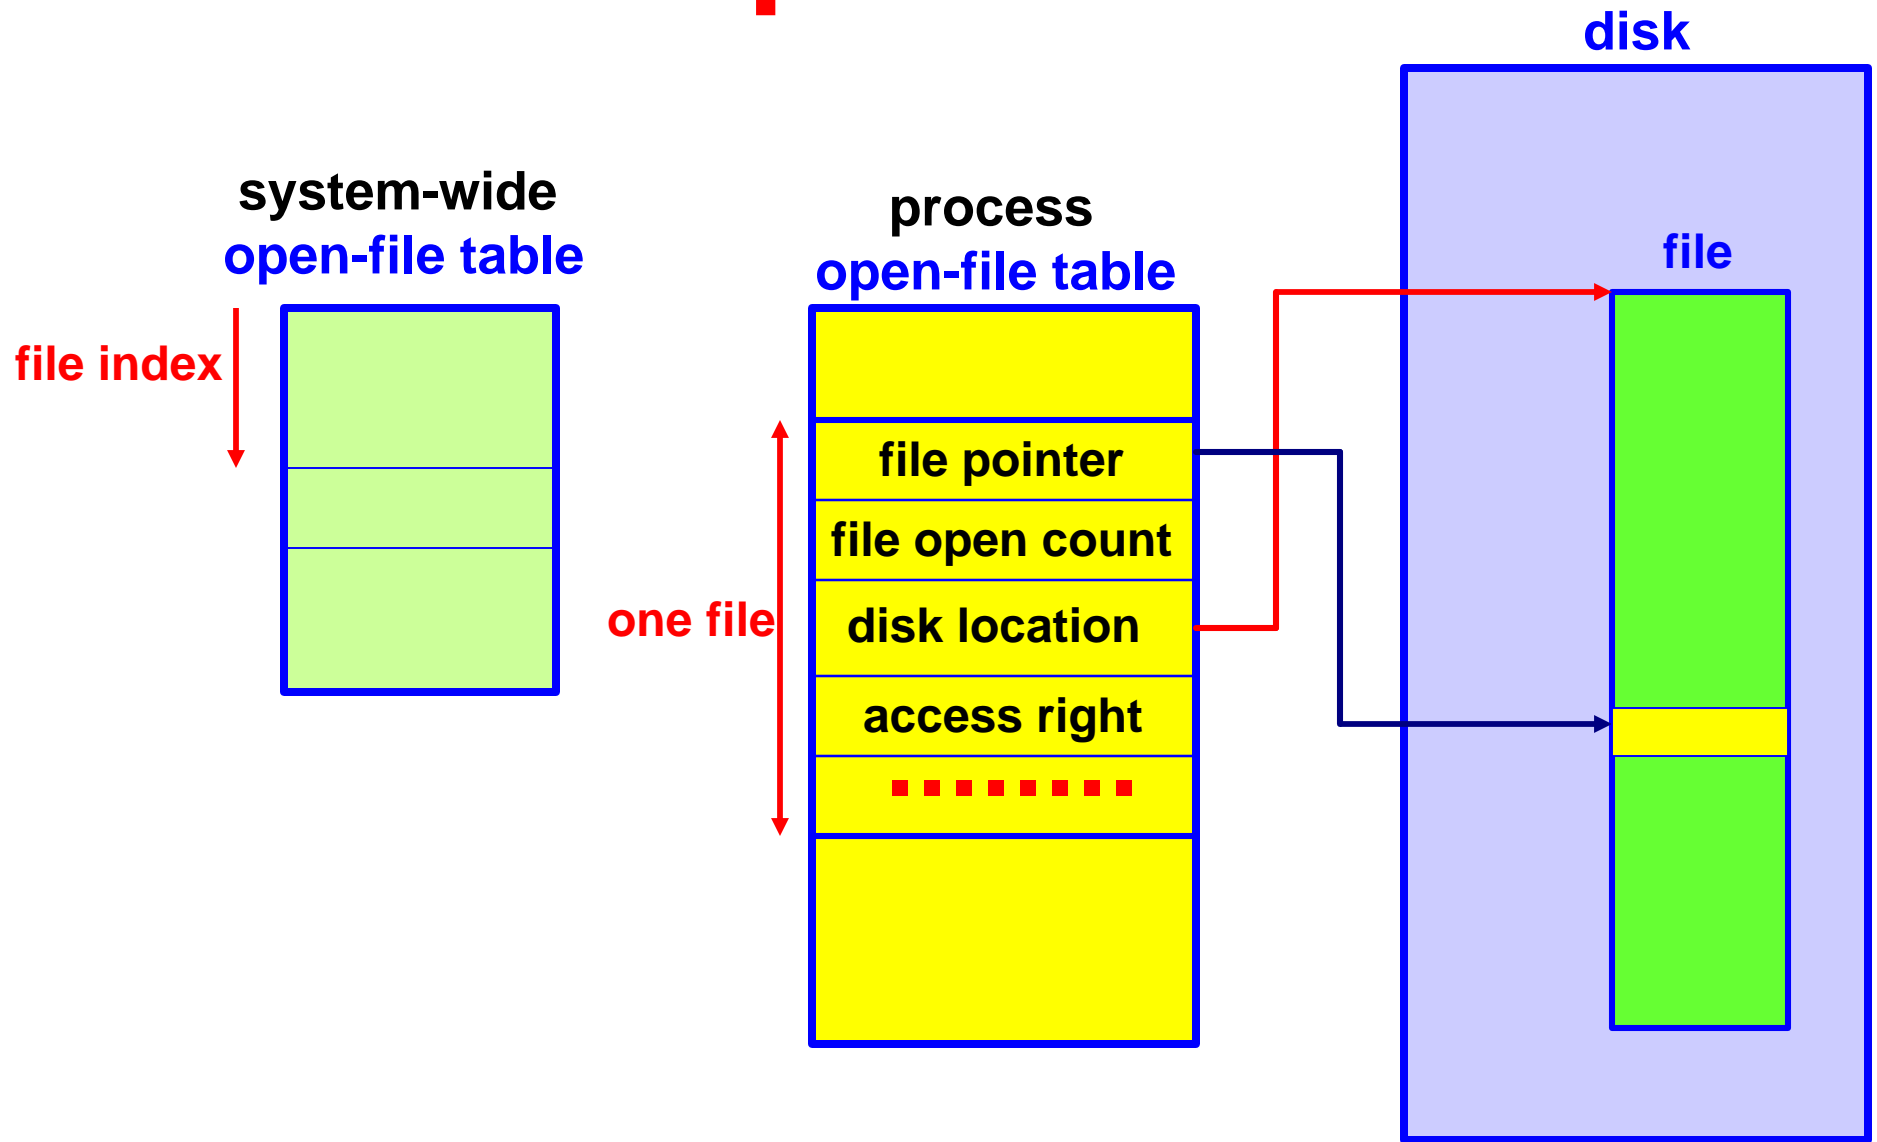 disk
system-wide
open-file table
process
open-file table
file
file index
file pointer
file open count
one file
disk location
access right